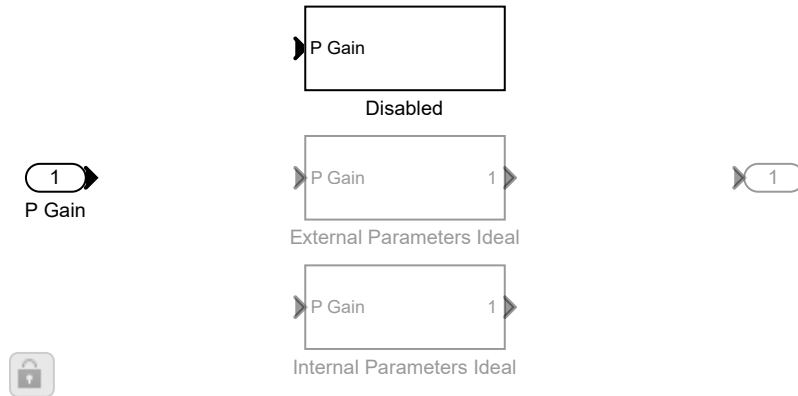 P Gain
Disabled
1
P Gain
P Gain 1
External Parameters Ideal
1
P Gain 1
Internal Parameters Ideal